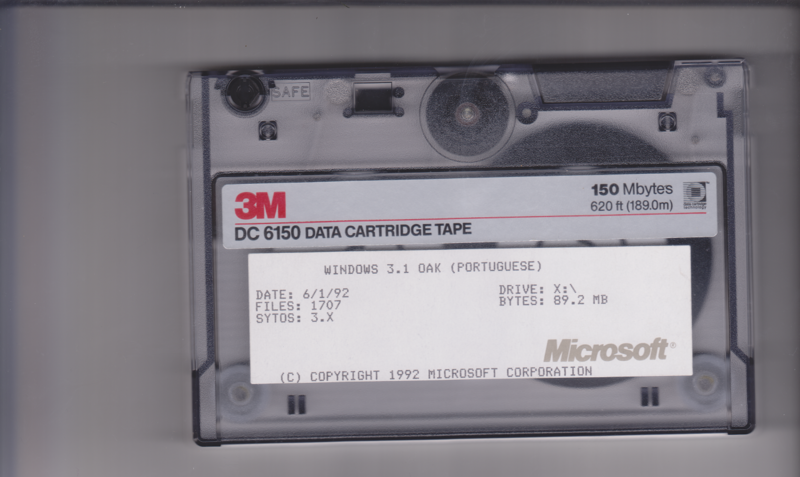 SAFE
3M
150 Mbytes
620 ft (189.0m)
DC 6150 DATA CARTRIDGE TAPE
WINDOWS 3.1 OAK (PORTUGUESE)
DATE: 6/1/92
FILES: 1707
SYTOS: 3.X
DRIVE: X:\
BYTES: 89.2 MB
Microsoft®
(C) COPYRIGHT 1992 MICROSOFT CORPORATION